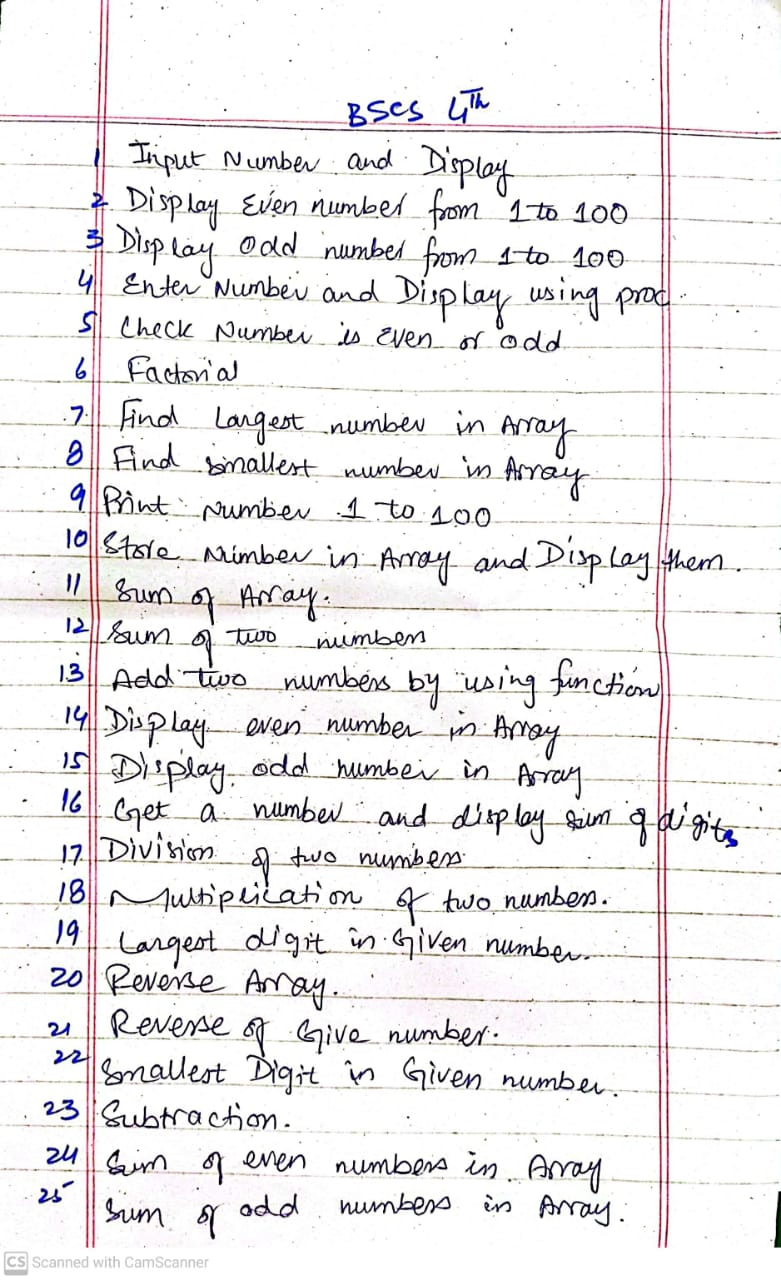 BSCS 4Th
1 Input Number and Display
2 Display Even number from 1 to 100
3 Display Odd number from 1 to 100
4 Enter Number and Display using proc.
5 Check Number is Even or odd
6 Factorial
7. Find Largest number in Array
8 Find smallest number in Array
9 Print Number 1 to 100
10 Store Number in Array and Display them.
11 Sum of Array.
12 Sum of two numbers
13 Add two numbers by using function
14 Display even number in Array
15 Display odd number in Array
16 Get a number and display sum of digits
17 Division of two numbers
18 Multiplication of two numbers.
19 Largest digit in Given number.
20 Reverse Array.
21 Reverse of Give number.
22 Smallest Digit in Given number.
23 Subtraction.
24 Sum of even numbers in Array
25 Sum of odd numbers in Array.
CS Scanned with CamScanner